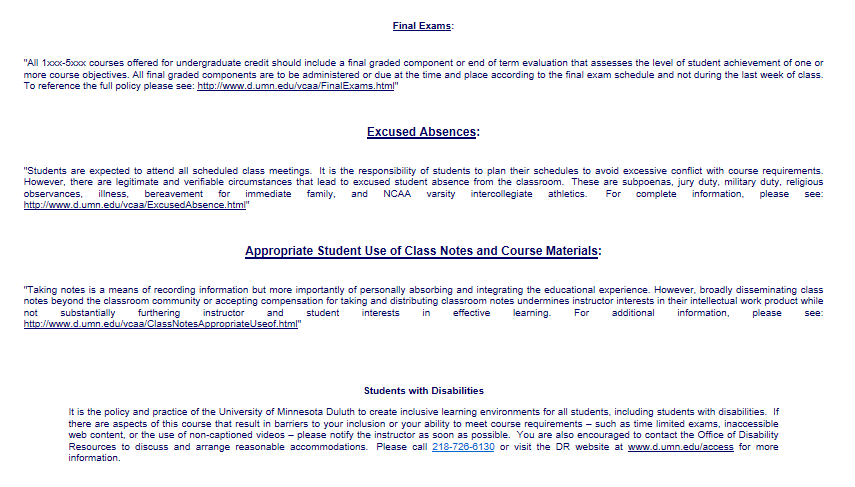 Final Exams:
"All 1xxx-5xxx courses offered for undergraduate credit should include a final graded component or end of term evaluation that assesses the level of student achievement of one or
more course objectives. All final graded components are to be administered or due at the time and place according to the final exam schedule and not during the last week of class.
To reference the full policy please see: http://www.d.umn.edu/vcaa/FinalExams.html"
Excused Absences:
"Students are expected to attend all scheduled class meetings.  It is the responsibility of students to plan their schedules to avoid excessive conflict with course requirements.
However, there are legitimate and verifiable circumstances that lead to excused student absence from the classroom.  These are subpoenas, jury duty, military duty, religious
observances, illness, bereavement for immediate family, and NCAA varsity intercollegiate athletics.  For complete information, please see:
http://www.d.umn.edu/vcaa/ExcusedAbsence.html"
Appropriate Student Use of Class Notes and Course Materials:
"Taking notes is a means of recording information but more importantly of personally absorbing and integrating the educational experience. However, broadly disseminating class
notes beyond the classroom community or accepting compensation for taking and distributing classroom notes undermines instructor interests in their intellectual work product while
not substantially furthering instructor and student interests in effective learning. For additional information, please see:
http://www.d.umn.edu/vcaa/ClassNotesAppropriateUseof.html"
Students with Disabilities
It is the policy and practice of the University of Minnesota Duluth to create inclusive learning environments for all students, including students with disabilities.  If
there are aspects of this course that result in barriers to your inclusion or your ability to meet course requirements – such as time limited exams, inaccessible
web content, or the use of non-captioned videos – please notify the instructor as soon as possible.  You are also encouraged to contact the Office of Disability
Resources to discuss and arrange reasonable accommodations.  Please call 218-726-6130 or visit the DR website at www.d.umn.edu/access for more
information.